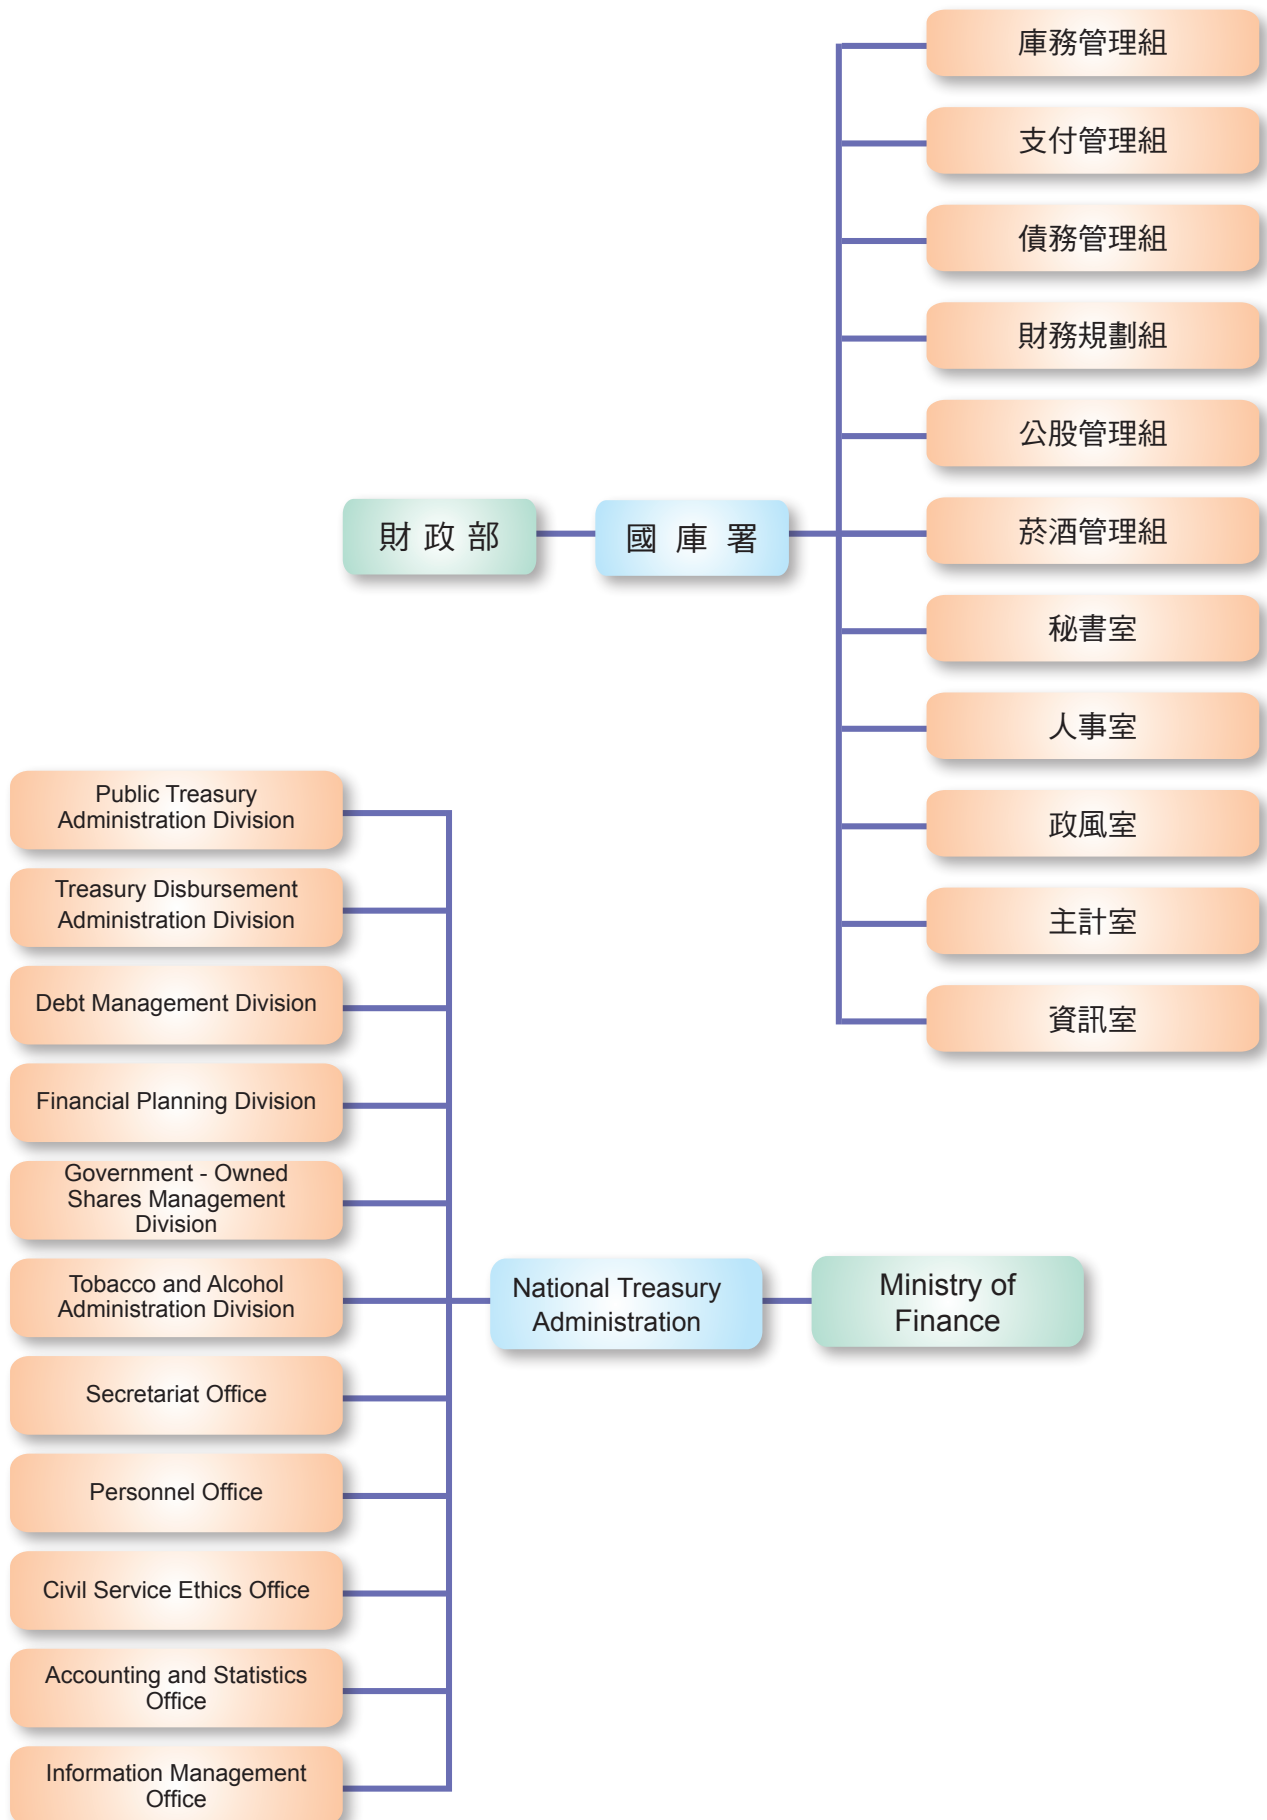 財政部
國庫署
庫務管理組
支付管理組
債務管理組
財務規劃組
公股管理組
菸酒管理組
秘書室
人事室
政風室
主計室
資訊室
Public Treasury
Administration Division
Treasury Disbursement
Administration Division
Debt Management Division
Financial Planning Division
Government - Owned
Shares Management
Division
Tobacco and Alcohol
Administration Division
Secretariat Office
Personnel Office
Civil Service Ethics Office
Accounting and Statistics
Office
Information Management
Office
National Treasury
Administration
Ministry of
Finance